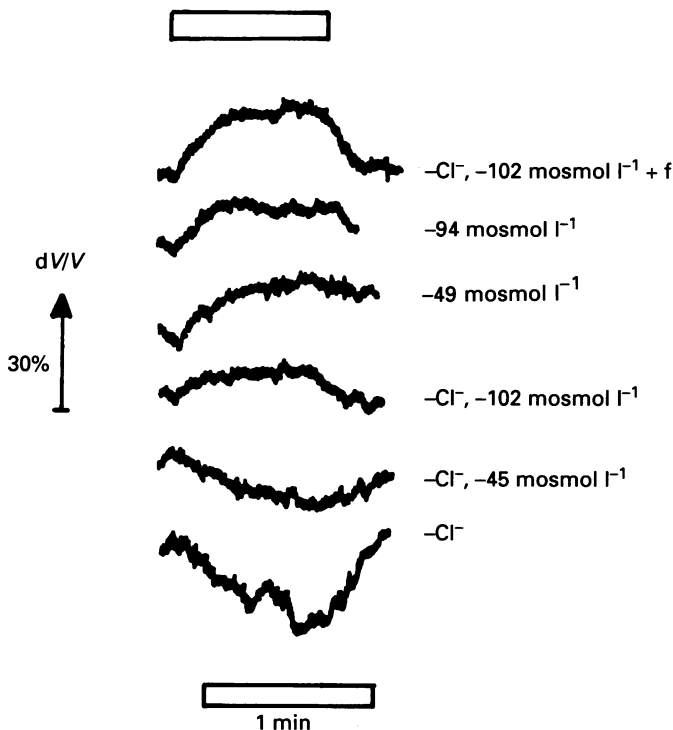 –Cl⁻, –102 mosmol l⁻¹ + f
–94 mosmol l⁻¹
dV/V
–49 mosmol l⁻¹
30%
–Cl⁻, –102 mosmol l⁻¹
–Cl⁻, –45 mosmol l⁻¹
–Cl⁻
1 min